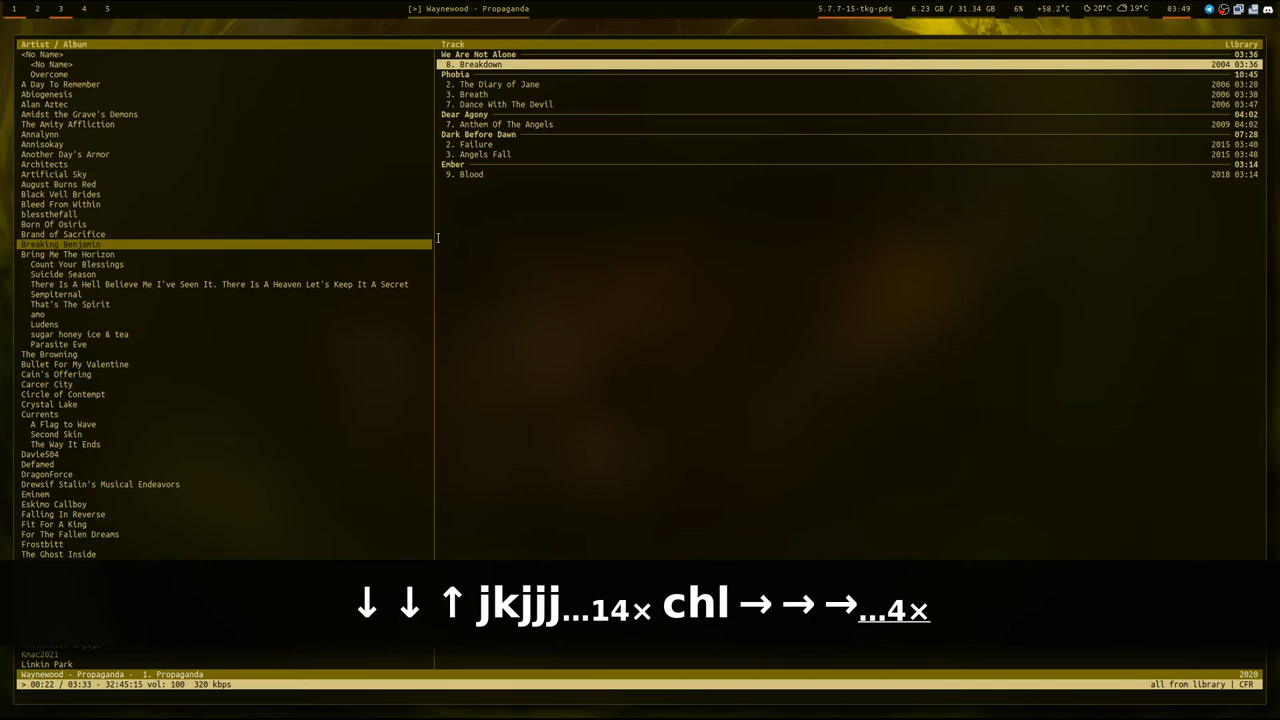 1 2 3 4 5 [>] Waynewood - Propaganda 5.7.7-15-tkg-pds 6.23 GB / 31.34 GB 6% +58.2°C 20°C 19°C 03:49
Artist / Album
<No Name>
<No Name>
Overcome
A Day To Remember
Abiogenesis
Alan Aztec
Amidst the Grave's Demons
The Amity Affliction
Annalynn
Annisokay
Another Day's Armor
Architects
Artificial Sky
August Burns Red
Black Veil Brides
Bleed From Within
blessthefall
Born Of Osiris
Brand of Sacrifice
Breaking Benjamin
Bring Me The Horizon
Count Your Blessings
Suicide Season
There Is A Hell Believe Me I've Seen It. There Is A Heaven Let's Keep It A Secret
Sempiternal
That's The Spirit
amo
Ludens
sugar honey ice & tea
Parasite Eve
The Browning
Bullet For My Valentine
Cain's Offering
Carcer City
Circle of Contempt
Crystal Lake
Currents
A Flag to Wave
Second Skin
The Way It Ends
Davie504
Defamed
DragonForce
Drewsif Stalin's Musical Endeavors
Eminem
Eskimo Callboy
Falling In Reverse
Fit For A King
For The Fallen Dreams
Frostbitt
The Ghost Inside
Kmac2021
Linkin Park
Track Library
We Are Not Alone 03:36
8. Breakdown 2004 03:36
Phobia 10:45
2. The Diary of Jane 2006 03:20
3. Breath 2006 03:38
7. Dance With The Devil 2006 03:47
Dear Agony 04:02
7. Anthem Of The Angels 2009 04:02
Dark Before Dawn 07:28
2. Failure 2015 03:40
3. Angels Fall 2015 03:48
Ember 03:14
9. Blood 2018 03:14
↓ ↓ ↑ jkjjj...14× chl → → →...4×
Waynewood - Propaganda - 1. Propaganda 2020
> 00:22 / 03:33 - 32:45:15 vol: 100 320 kbps all from library | CFR